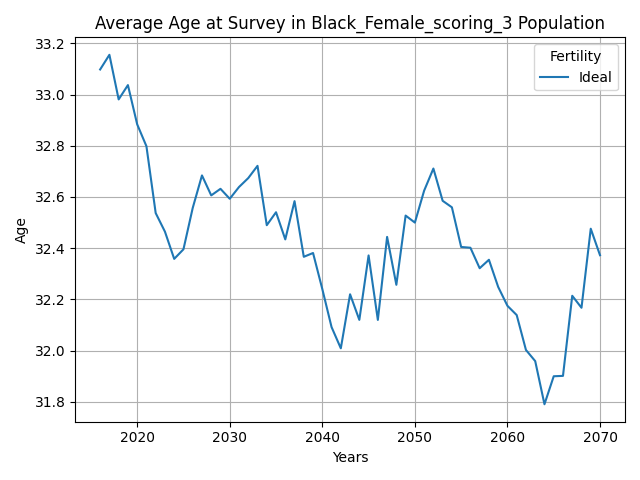 Average Age at Survey in Black_Female_scoring_3 Population
Fertility
Ideal
Age
33.2
33.0
32.8
32.6
32.4
32.2
32.0
31.8
2020 2030 2040 2050 2060 2070
Years